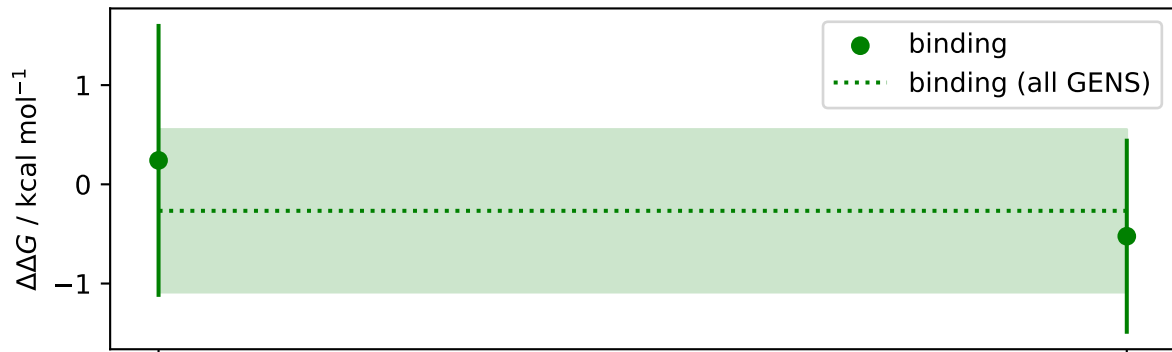 binding
binding (all GENS)
1
0
−1
ΔΔG / kcal mol⁻¹